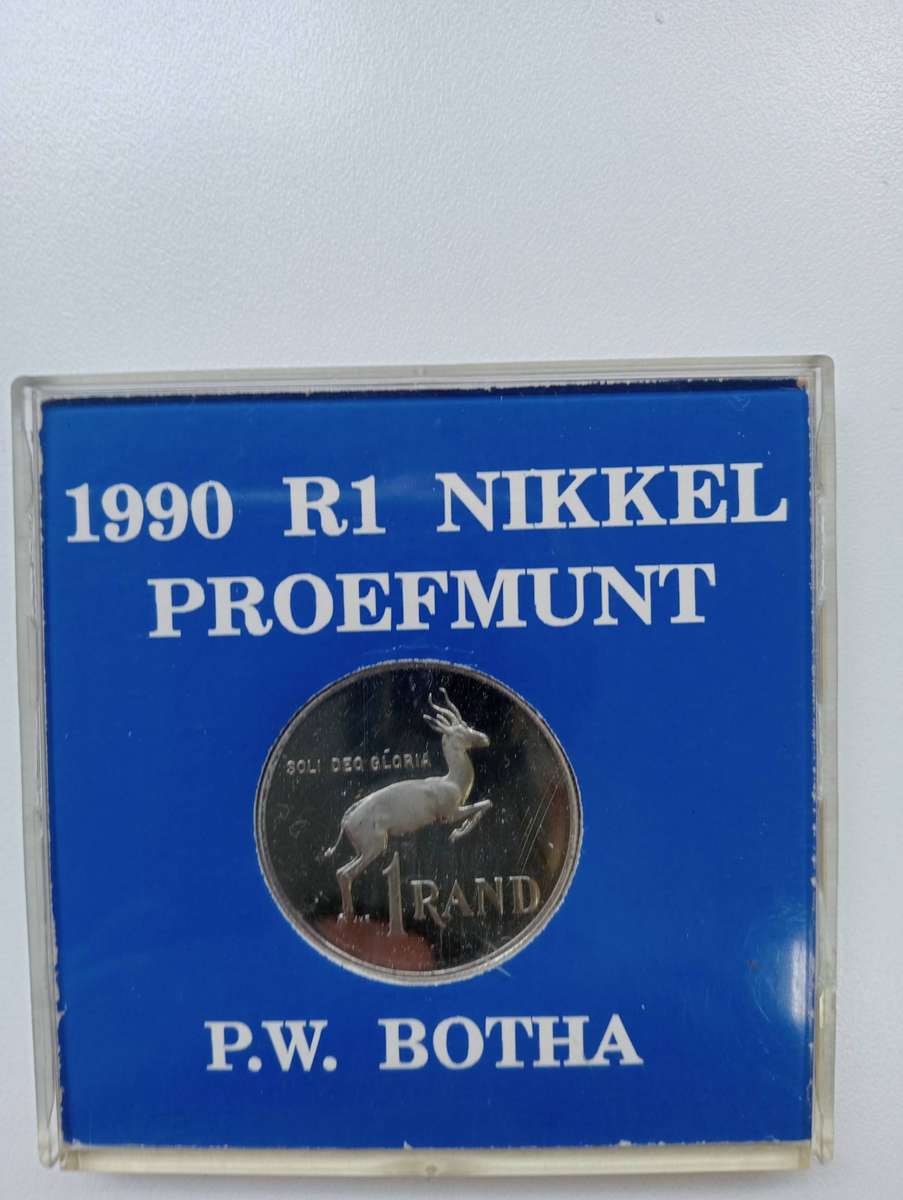 1990 R1 NIKKEL
PROEFMUNT
SOLI DEO GLORIA
1 RAND
P.W. BOTHA